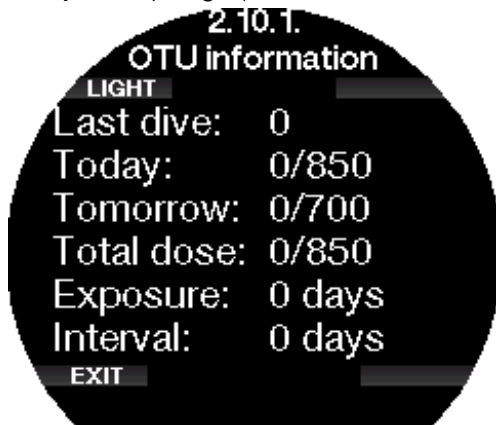 2.10.1.
OTU information
LIGHT
Last dive: 0
Today: 0/850
Tomorrow: 0/700
Total dose: 0/850
Exposure: 0 days
Interval: 0 days
EXIT